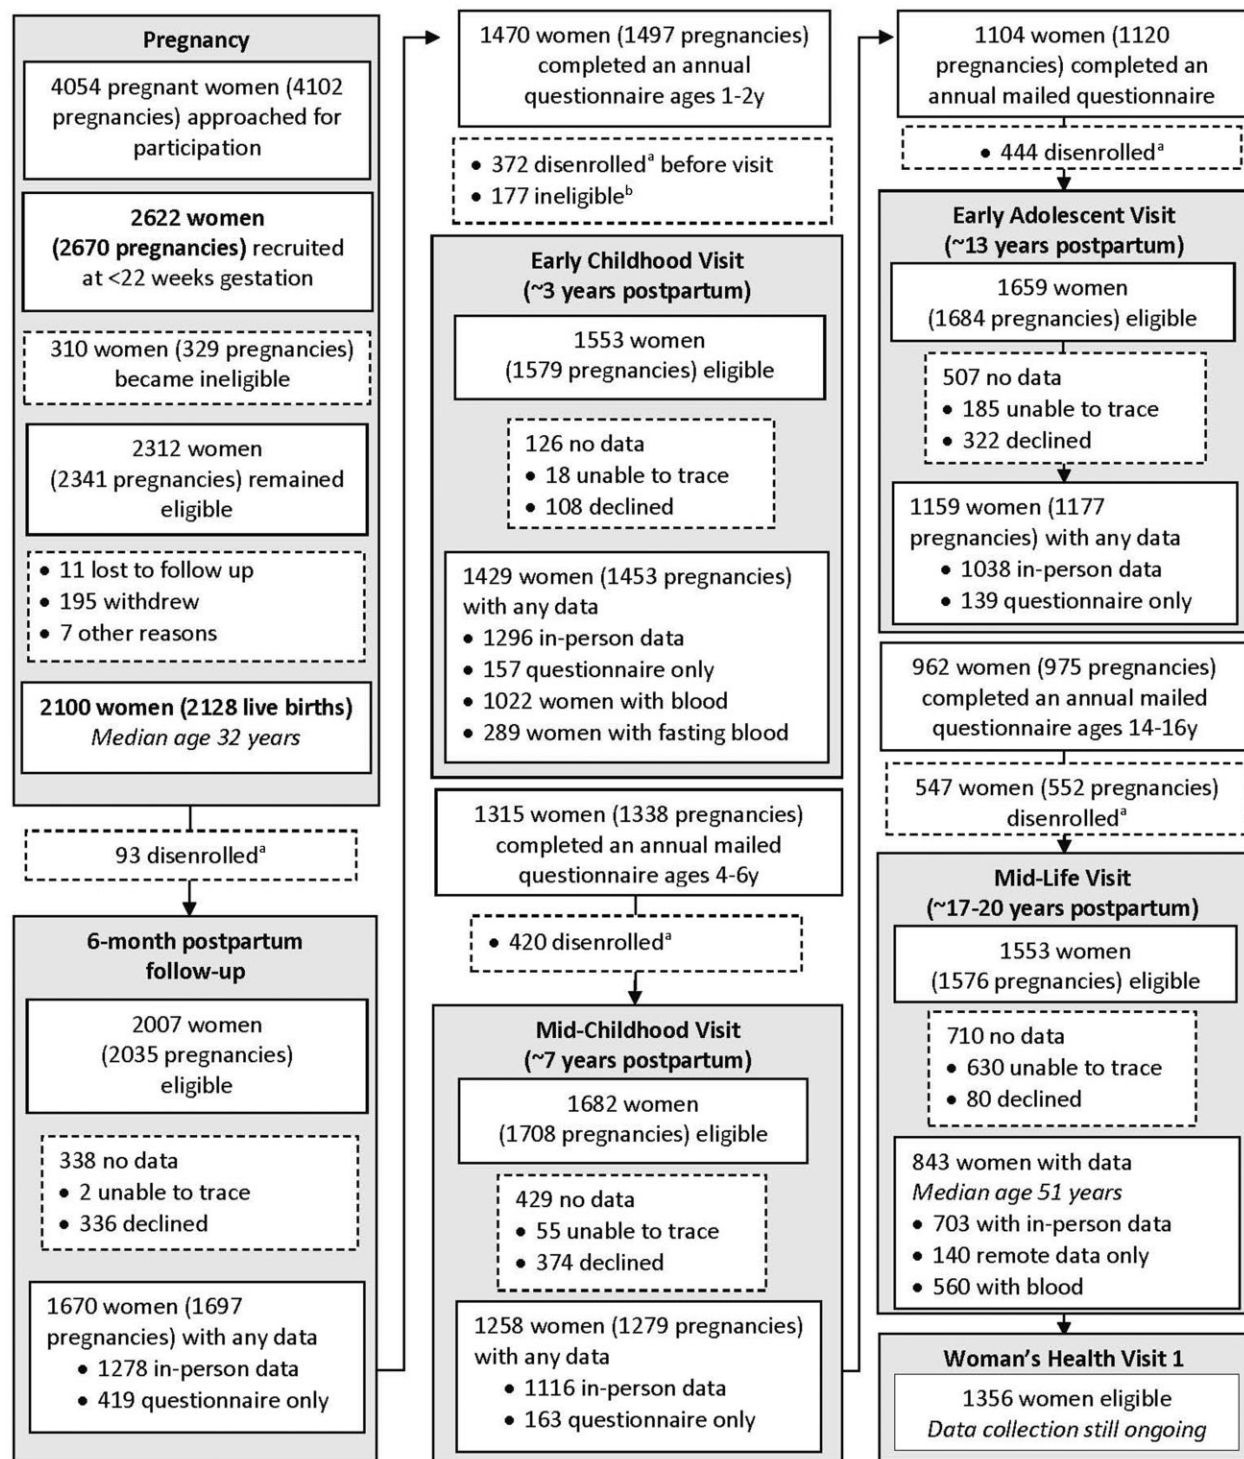 Pregnancy
4054 pregnant women (4102
pregnancies) approached for
participation
2622 women
(2670 pregnancies) recruited
at <22 weeks gestation
310 women (329 pregnancies)
became ineligible
2312 women
(2341 pregnancies) remained
eligible
• 11 lost to follow up
• 195 withdrew
• 7 other reasons
2100 women (2128 live births)
Median age 32 years
93 disenrolledᵃ
6-month postpartum
follow-up
2007 women
(2035 pregnancies)
eligible
338 no data
• 2 unable to trace
• 336 declined
1670 women (1697
pregnancies) with any data
• 1278 in-person data
• 419 questionnaire only
1470 women (1497 pregnancies)
completed an annual
questionnaire ages 1-2y
• 372 disenrolledᵃ before visit
• 177 ineligibleᵇ
Early Childhood Visit
(~3 years postpartum)
1553 women
(1579 pregnancies) eligible
126 no data
• 18 unable to trace
• 108 declined
1429 women (1453 pregnancies)
with any data
• 1296 in-person data
• 157 questionnaire only
• 1022 women with blood
• 289 women with fasting blood
1315 women (1338 pregnancies)
completed an annual mailed
questionnaire ages 4-6y
• 420 disenrolledᵃ
Mid-Childhood Visit
(~7 years postpartum)
1682 women
(1708 pregnancies) eligible
429 no data
• 55 unable to trace
• 374 declined
1258 women (1279 pregnancies)
with any data
• 1116 in-person data
• 163 questionnaire only
1104 women (1120
pregnancies) completed an
annual mailed questionnaire
• 444 disenrolledᵃ
Early Adolescent Visit
(~13 years postpartum)
1659 women
(1684 pregnancies) eligible
507 no data
• 185 unable to trace
• 322 declined
1159 women (1177
pregnancies) with any data
• 1038 in-person data
• 139 questionnaire only
962 women (975 pregnancies)
completed an annual mailed
questionnaire ages 14-16y
547 women (552 pregnancies)
disenrolledᵃ
Mid-Life Visit
(~17-20 years postpartum)
1553 women
(1576 pregnancies) eligible
710 no data
• 630 unable to trace
• 80 declined
843 women with data
Median age 51 years
• 703 with in-person data
• 140 remote data only
• 560 with blood
Woman’s Health Visit 1
1356 women eligible
Data collection still ongoing